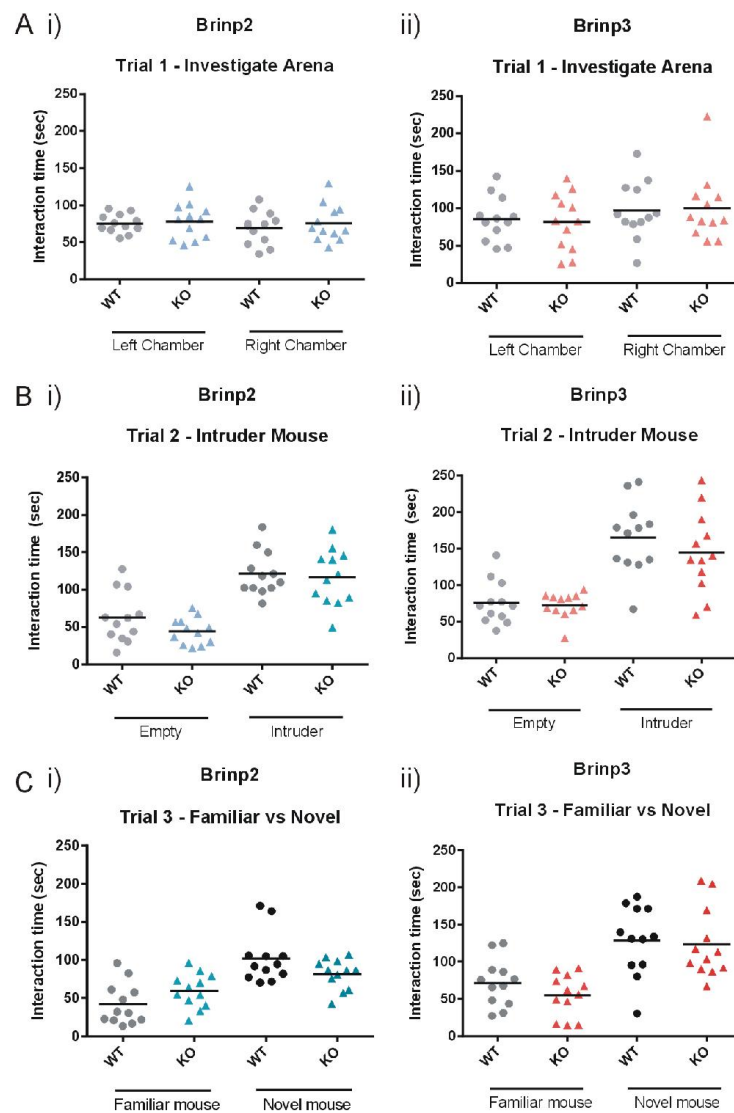 A i)
Brinp2
Trial 1 - Investigate Arena
Interaction time (sec)
250
200
150
100
50
0
WT
KO
WT
KO
Left Chamber
Right Chamber
ii)
Brinp3
Trial 1 - Investigate Arena
Interaction time (sec)
250
200
150
100
50
0
WT
KO
WT
KO
Left Chamber
Right Chamber
B i)
Brinp2
Trial 2 - Intruder Mouse
Interaction time (sec)
250
200
150
100
50
0
WT
KO
WT
KO
Empty
Intruder
ii)
Brinp3
Trial 2 - Intruder Mouse
Interaction time (sec)
250
200
150
100
50
0
WT
KO
WT
KO
Empty
Intruder
C i)
Brinp2
Trial 3 - Familiar vs Novel
Interaction time (sec)
250
200
150
100
50
0
WT
KO
WT
KO
Familiar mouse
Novel mouse
ii)
Brinp3
Trial 3 - Familiar vs Novel
Interaction time (sec)
250
200
150
100
50
0
WT
KO
WT
KO
Familiar mouse
Novel mouse